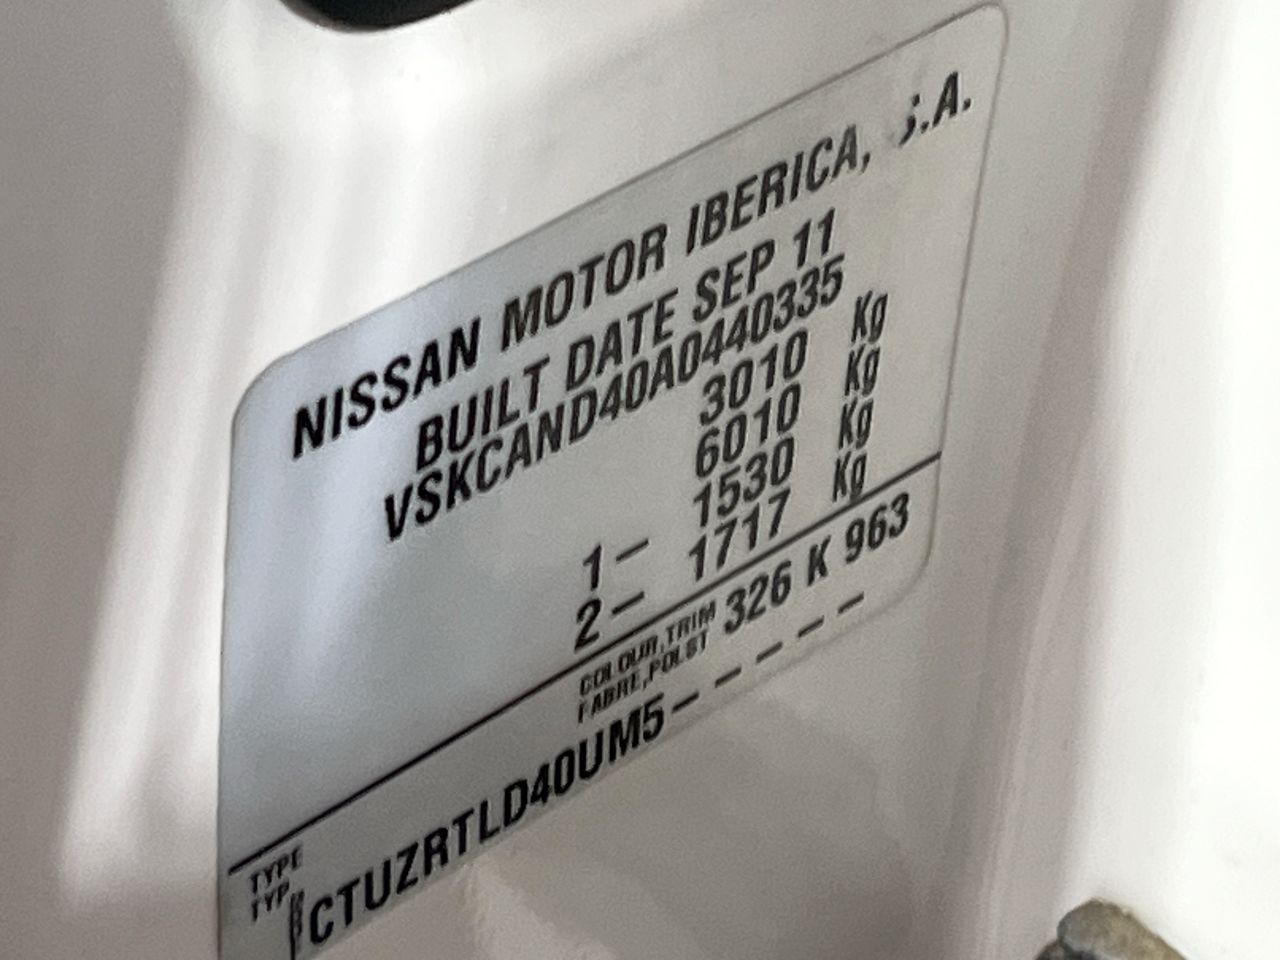 NISSAN MOTOR IBERICA, S.A.
BUILT DATE SEP 11
VSKCAND40A0440335
3010 Kg
6010 Kg
1- 1530 Kg
2- 1717 Kg
COLOUR,TRIM
FABRE,POLST
326 K 963
TYPE
TYP
CTUZRTLD40UM5-----